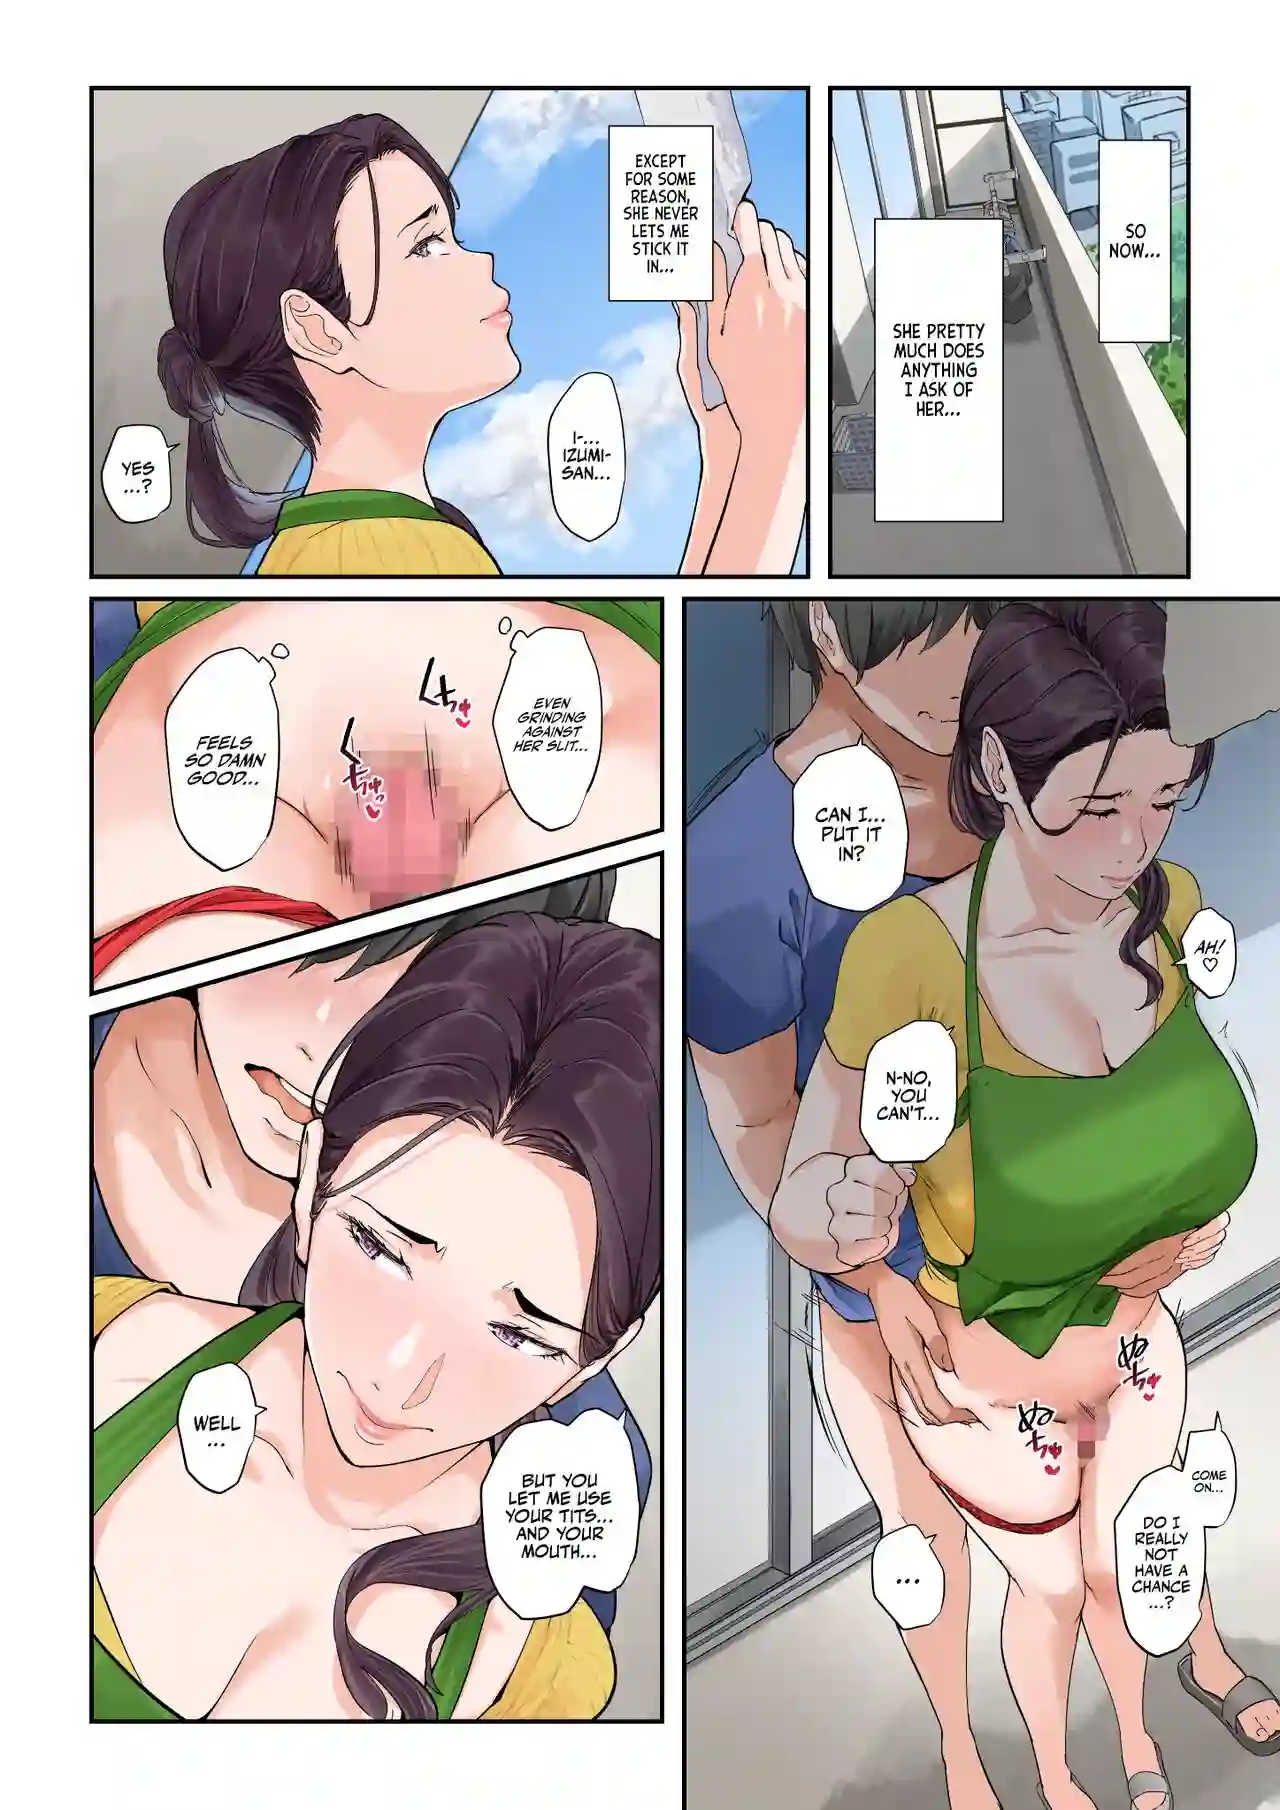 SO
NOW...
SHE PRETTY
MUCH DOES
ANYTHING
I ASK OF
HER...
EXCEPT
FOR SOME
REASON,
SHE NEVER
LETS ME
STICK IT
IN...
I-...
IZUMI-
SAN...
YES
...?
CAN I...
PUT IT
IN?
AH!
♡
N-NO,
YOU
CAN'T...
ぬ
ちゅ
♥
ぬ
ちゅ
♥
COME
ON...
DO I
REALLY
NOT
HAVE A
CHANCE
...?
...
EVEN
GRINDING
AGAINST
HER SLIT...
FEELS
SO DAMN
GOOD...
くちゅ
♥
くちゅっ
♥
BUT YOU
LET ME USE
YOUR TITS...
AND YOUR
MOUTH...
WELL
...